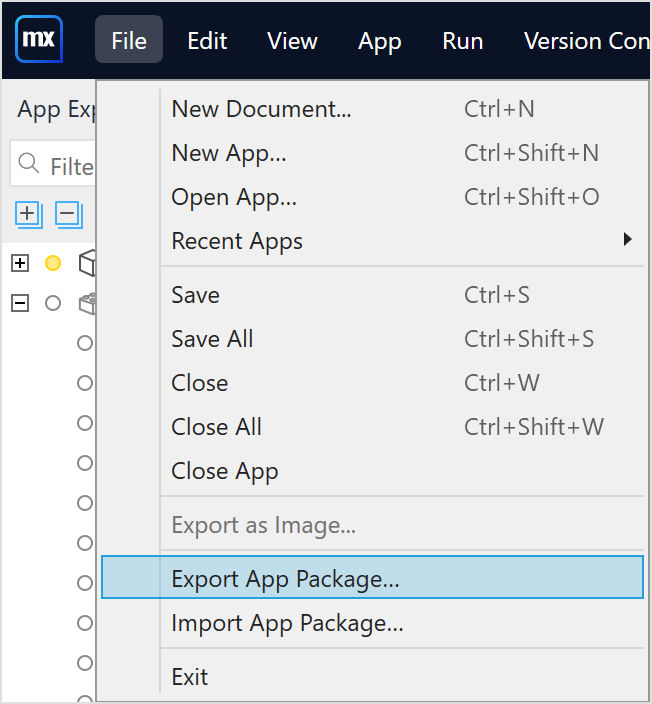 mx File Edit View App Run Version Con
App Exp
Filte
New Document... Ctrl+N
New App... Ctrl+Shift+N
Open App... Ctrl+Shift+O
Recent Apps
Save Ctrl+S
Save All Ctrl+Shift+S
Close Ctrl+W
Close All Ctrl+Shift+W
Close App
Export as Image...
Export App Package...
Import App Package...
Exit